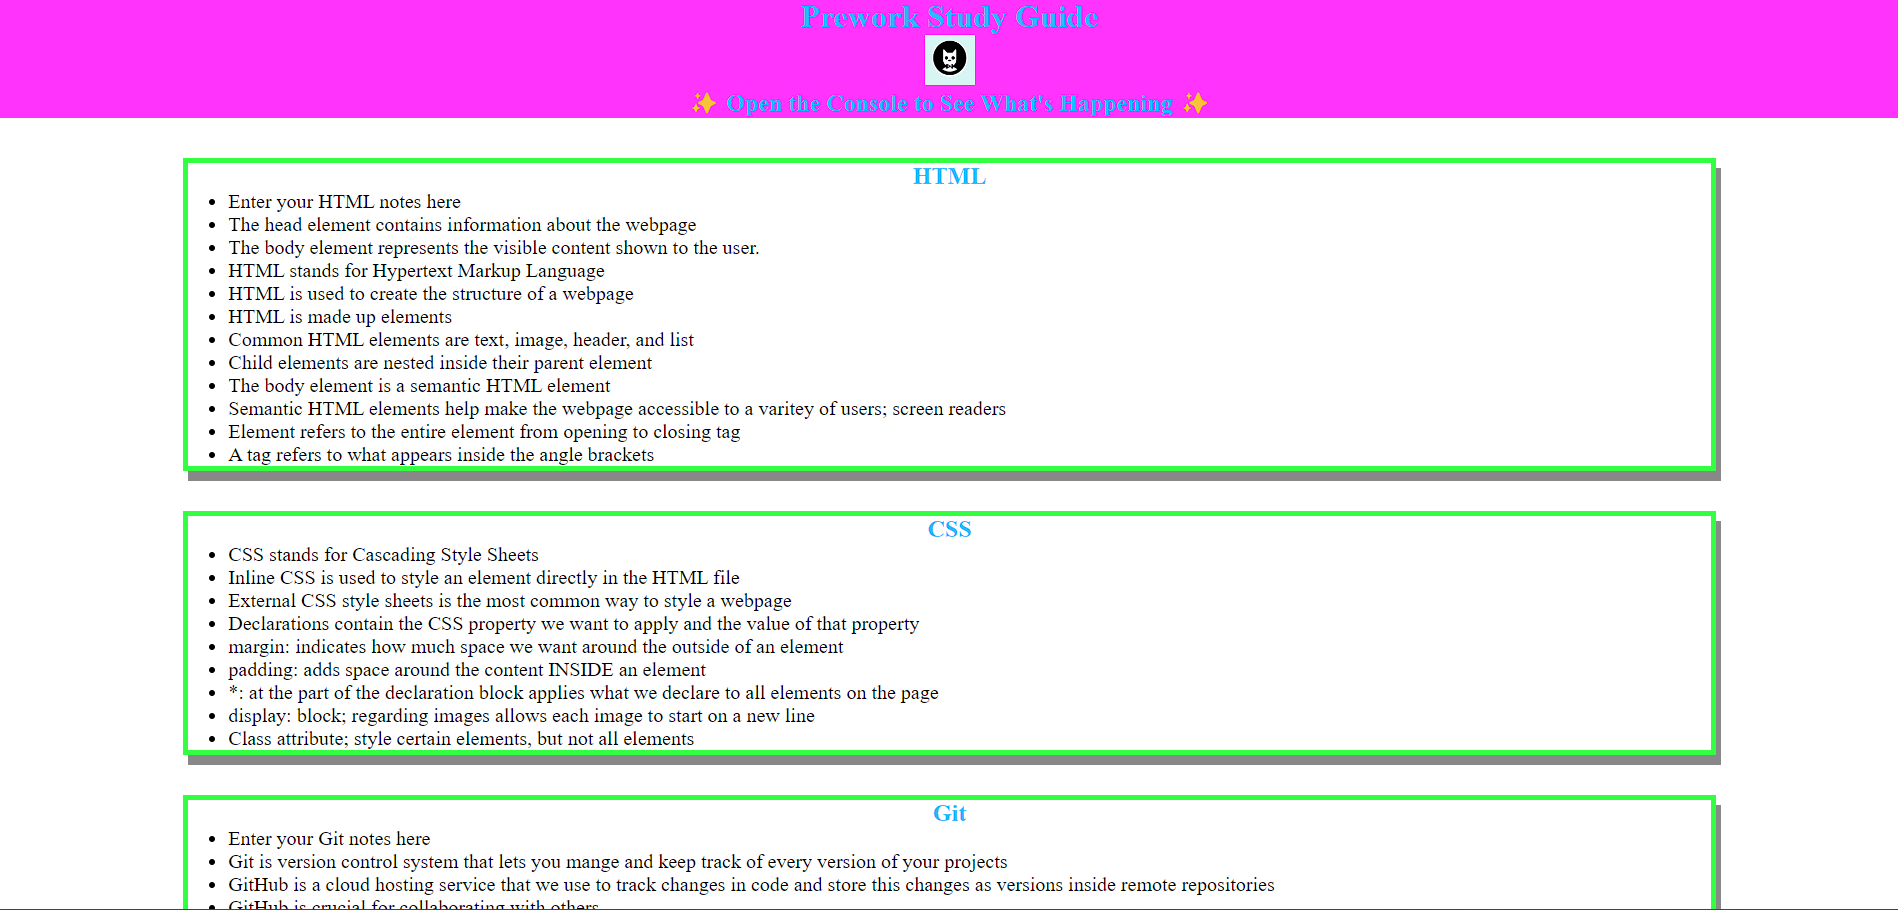 Prework Study Guide
✨ Open the Console to See What's Happening ✨
HTML
• Enter your HTML notes here
• The head element contains information about the webpage
• The body element represents the visible content shown to the user.
• HTML stands for Hypertext Markup Language
• HTML is used to create the structure of a webpage
• HTML is made up elements
• Common HTML elements are text, image, header, and list
• Child elements are nested inside their parent element
• The body element is a semantic HTML element
• Semantic HTML elements help make the webpage accessible to a varitey of users; screen readers
• Element refers to the entire element from opening to closing tag
• A tag refers to what appears inside the angle brackets
CSS
• CSS stands for Cascading Style Sheets
• Inline CSS is used to style an element directly in the HTML file
• External CSS style sheets is the most common way to style a webpage
• Declarations contain the CSS property we want to apply and the value of that property
• margin: indicates how much space we want around the outside of an element
• padding: adds space around the content INSIDE an element
• *: at the part of the declaration block applies what we declare to all elements on the page
• display: block; regarding images allows each image to start on a new line
• Class attribute; style certain elements, but not all elements
Git
• Enter your Git notes here
• Git is version control system that lets you mange and keep track of every version of your projects
• GitHub is a cloud hosting service that we use to track changes in code and store this changes as versions inside remote repositories
• GitHub is crucial for collaborating with others